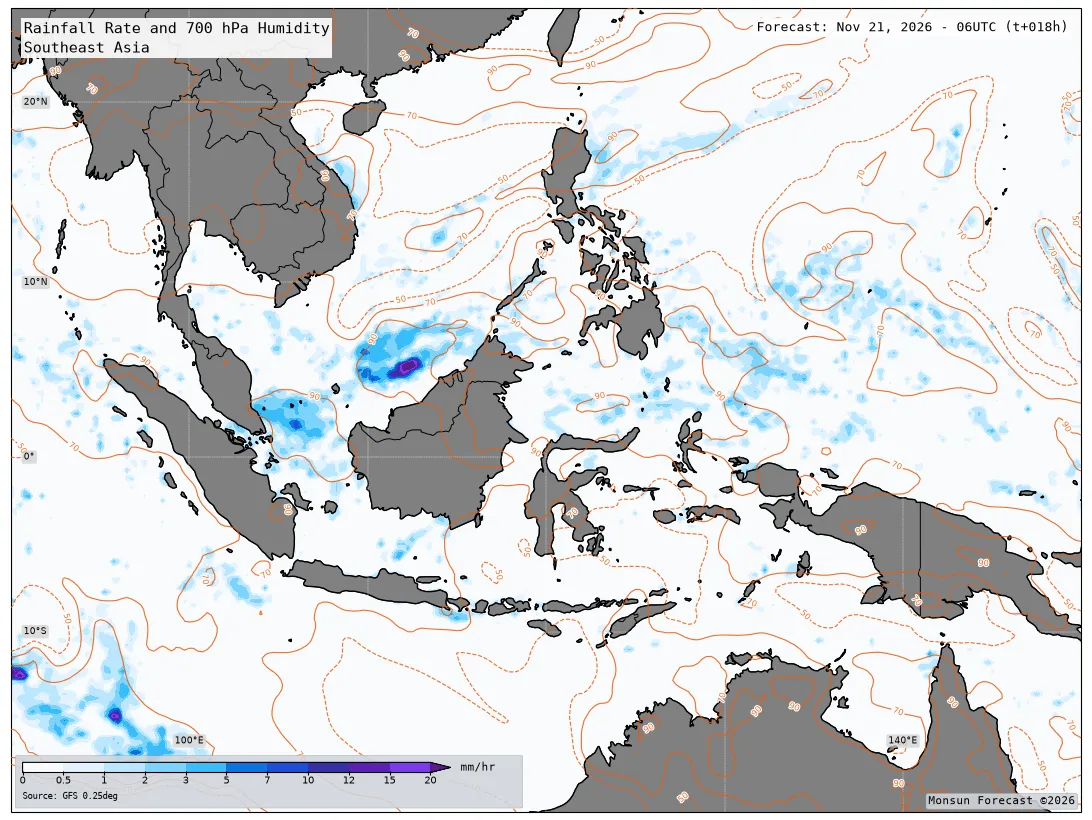 Rainfall Rate and 700 hPa Humidity
Southeast Asia
Forecast: Nov 21, 2026 - 06UTC (t+018h)
20°N
10°N
0°
10°S
100°E
140°E
mm/hr
0 0.5 1 2 3 5 7 10 12 15 20
Source: GFS 0.25deg
Monsun Forecast ©2026